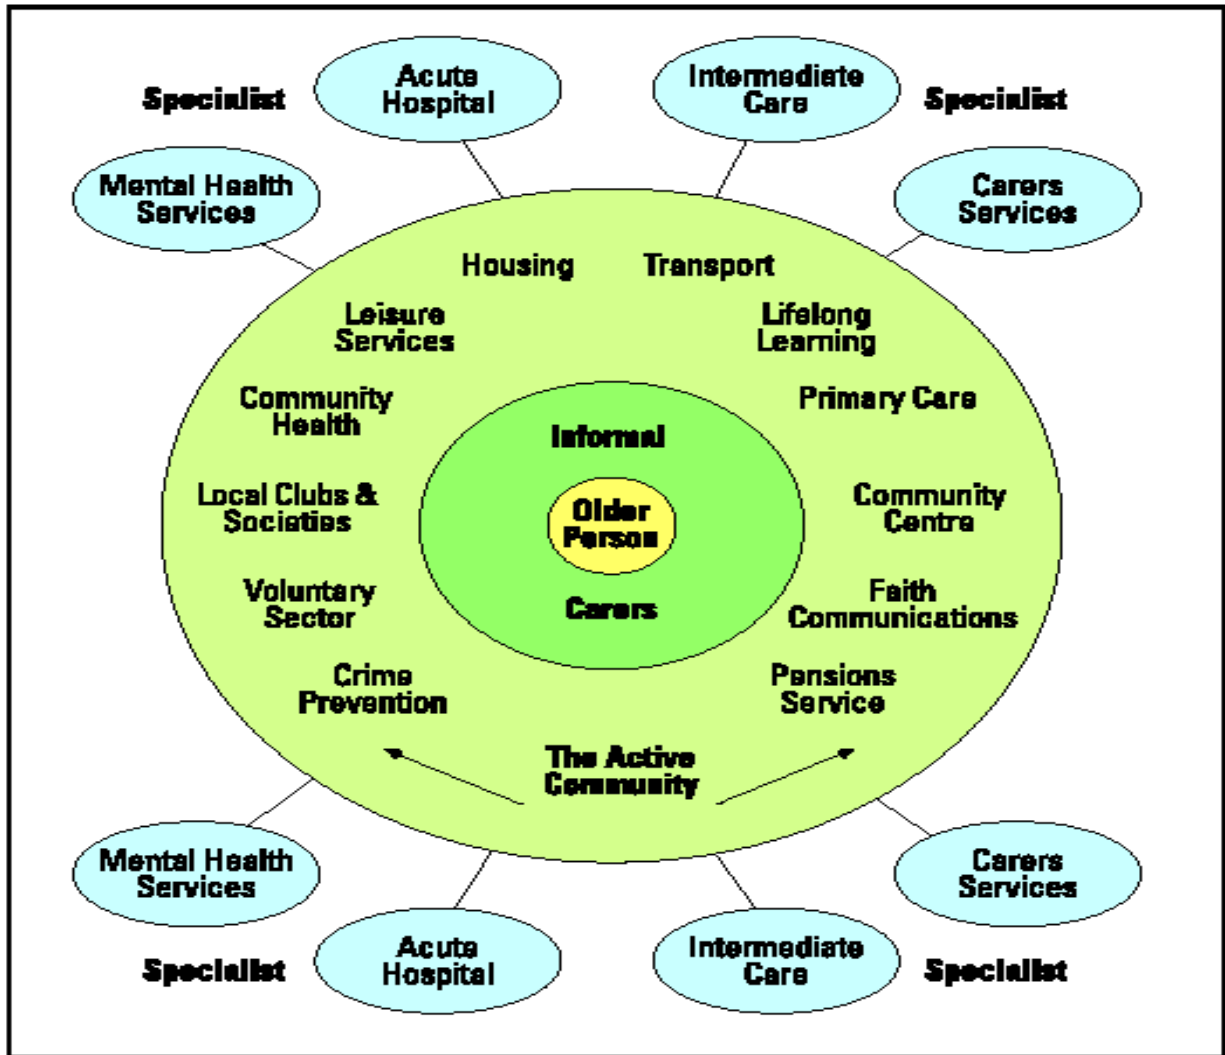 Acute
Hospital
Intermediate
Care
Specialist
Specialist
Mental Health
Services
Carers
Services
Housing
Transport
Leisure
Services
Lifelong
Learning
Community
Health
Primary Care
Informal
Local Clubs &
Societies
Older
Person
Community
Centre
Voluntary
Sector
Carers
Faith
Communications
Crime
Prevention
Pensions
Service
The Active
Community
Mental Health
Services
Carers
Services
Acute
Hospital
Intermediate
Care
Specialist
Specialist